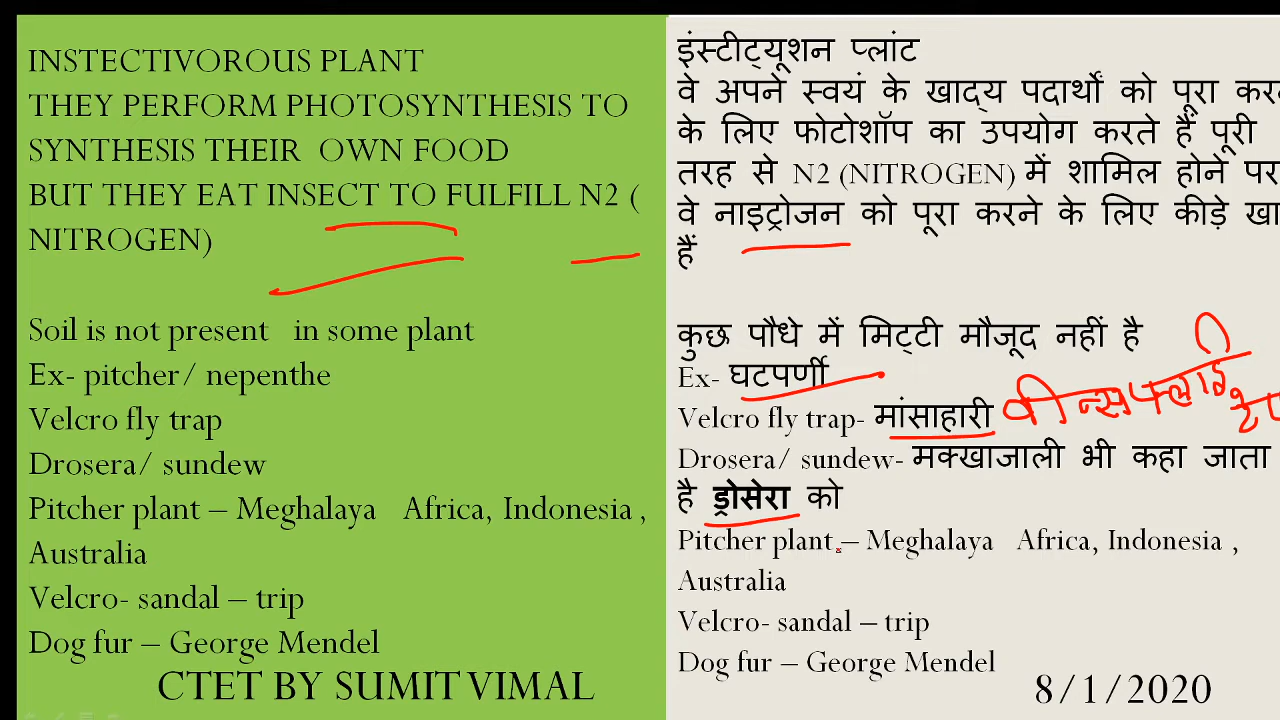 INSTECTIVOROUS PLANT
THEY PERFORM PHOTOSYNTHESIS TO
SYNTHESIS THEIR OWN FOOD
BUT THEY EAT INSECT TO FULFILL N2 (
NITROGEN)
Soil is not present in some plant
Ex- pitcher/ nepenthe
Velcro fly trap
Drosera/ sundew
Pitcher plant – Meghalaya Africa, Indonesia ,
Australia
Velcro- sandal – trip
Dog fur – George Mendel
CTET BY SUMIT VIMAL
इंस्टीट्यूशन प्लांट
वे अपने स्वयं के खाद्य पदार्थों को पूरा
के लिए फोटोशॉप का उपयोग करते हैं पूरी
तरह से N2 (NITROGEN) में शामिल होने पर
वे नाइट्रोजन को पूरा करने के लिए कीड़े
हैं
कुछ पौधे में मिट्टी मौजूद नहीं है
Ex- घटपर्णी
Velcro fly trap- मांसाहारी
Drosera/ sundew- मक्खाजाली भी कहा जाता
है ड्रोसेरा को
Pitcher plant – Meghalaya Africa, Indonesia ,
Australia
Velcro- sandal – trip
Dog fur – George Mendel
8/1/2020